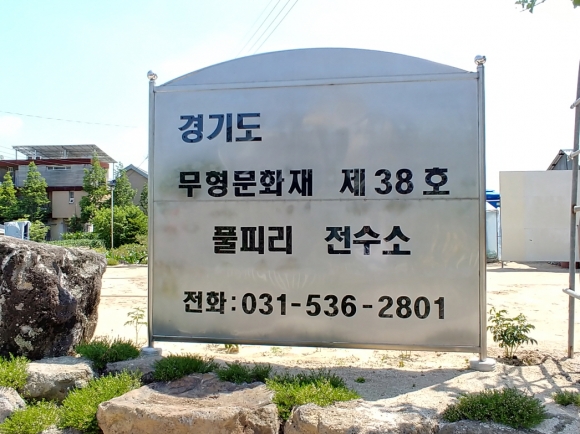 경기도
무형문화재 제38호
풀피리 전수소
전화:031-536-2801